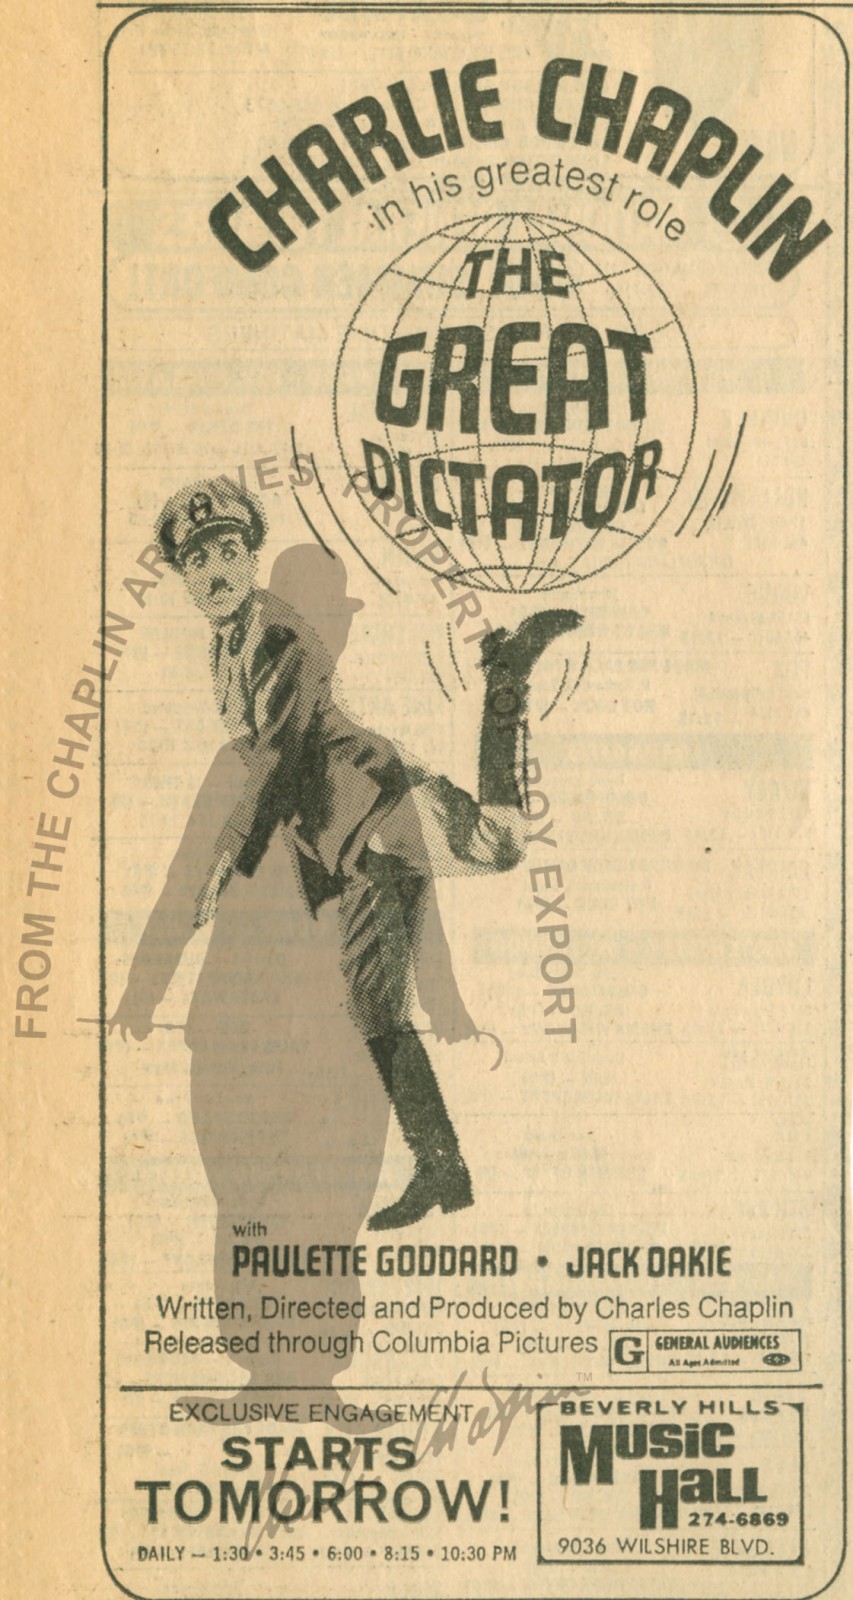 CHARLIE CHAPLIN
in his greatest role
THE
GREAT
DICTATOR
FROM THE CHAPLIN ARCHIVES, PROPERTY OF ROY EXPORT
with
PAULETTE GODDARD • JACK OAKIE
Written, Directed and Produced by Charles Chaplin
Released through Columbia Pictures
G GENERAL AUDIENCES
All Ages Admitted
Charlie Chaplin ™
EXCLUSIVE ENGAGEMENT
STARTS
TOMORROW!
DAILY — 1:30 • 3:45 • 6:00 • 8:15 • 10:30 PM
BEVERLY HILLS
MUSiC
HaLL
274-6869
9036 WILSHIRE BLVD.